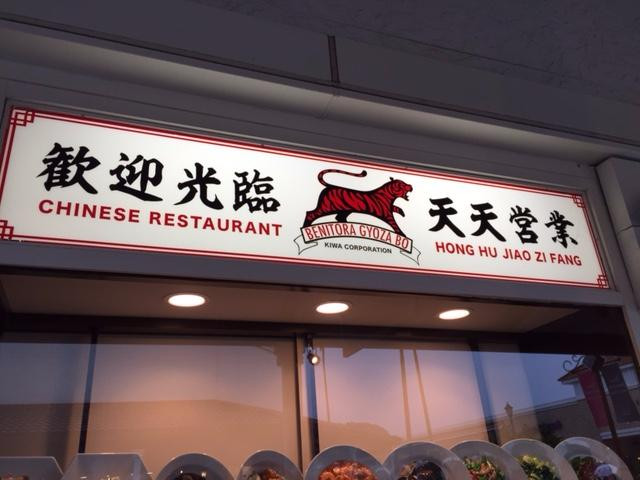 歓迎光臨
CHINESE RESTAURANT
BENITORA GYOZA BO
KIWA CORPORATION
天天営業
HONG HU JIAO ZI FANG